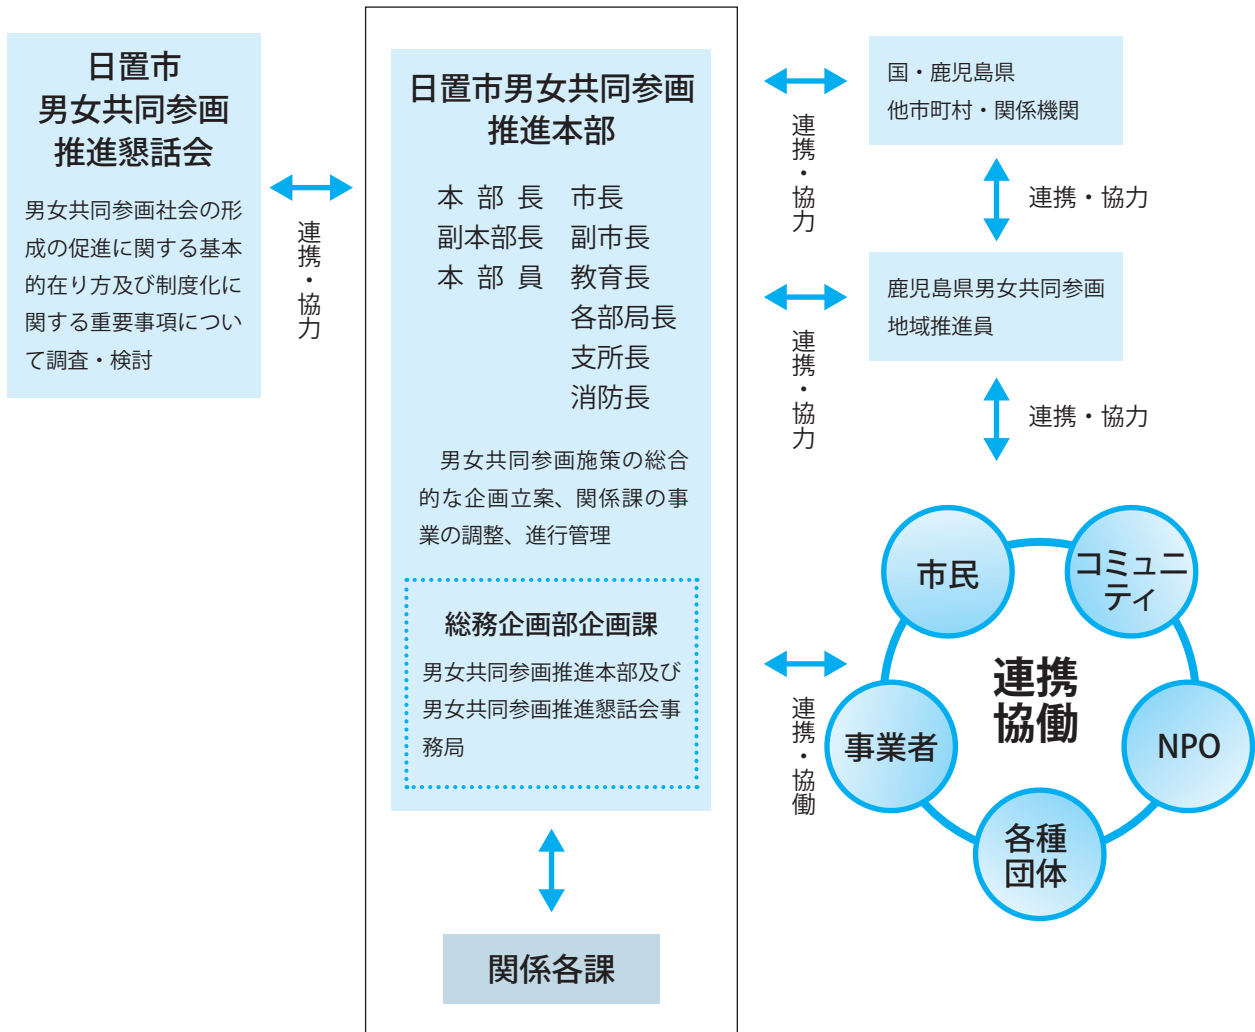 日置市
男女共同参画
推進懇話会
男女共同参画社会の形
成の促進に関する基本
的在り方及び制度化に
関する重要事項につい
て調査・検討
連携・協力
日置市男女共同参画
推進本部
本部長 市長
副本部長 副市長
本部員 教育長
各部局長
支所長
消防長
男女共同参画施策の総合
的な企画立案、関係課の事
業の調整、進行管理
総務企画部企画課
男女共同参画推進本部及び
男女共同参画推進懇話会事
務局
関係各課
連携・協力
国・鹿児島県
他市町村・関係機関
連携・協力
連携・協力
鹿児島県男女共同参画
地域推進員
連携・協力
連携・協働
市民
コミュニ
ティ
連携
協働
事業者
NPO
各種
団体